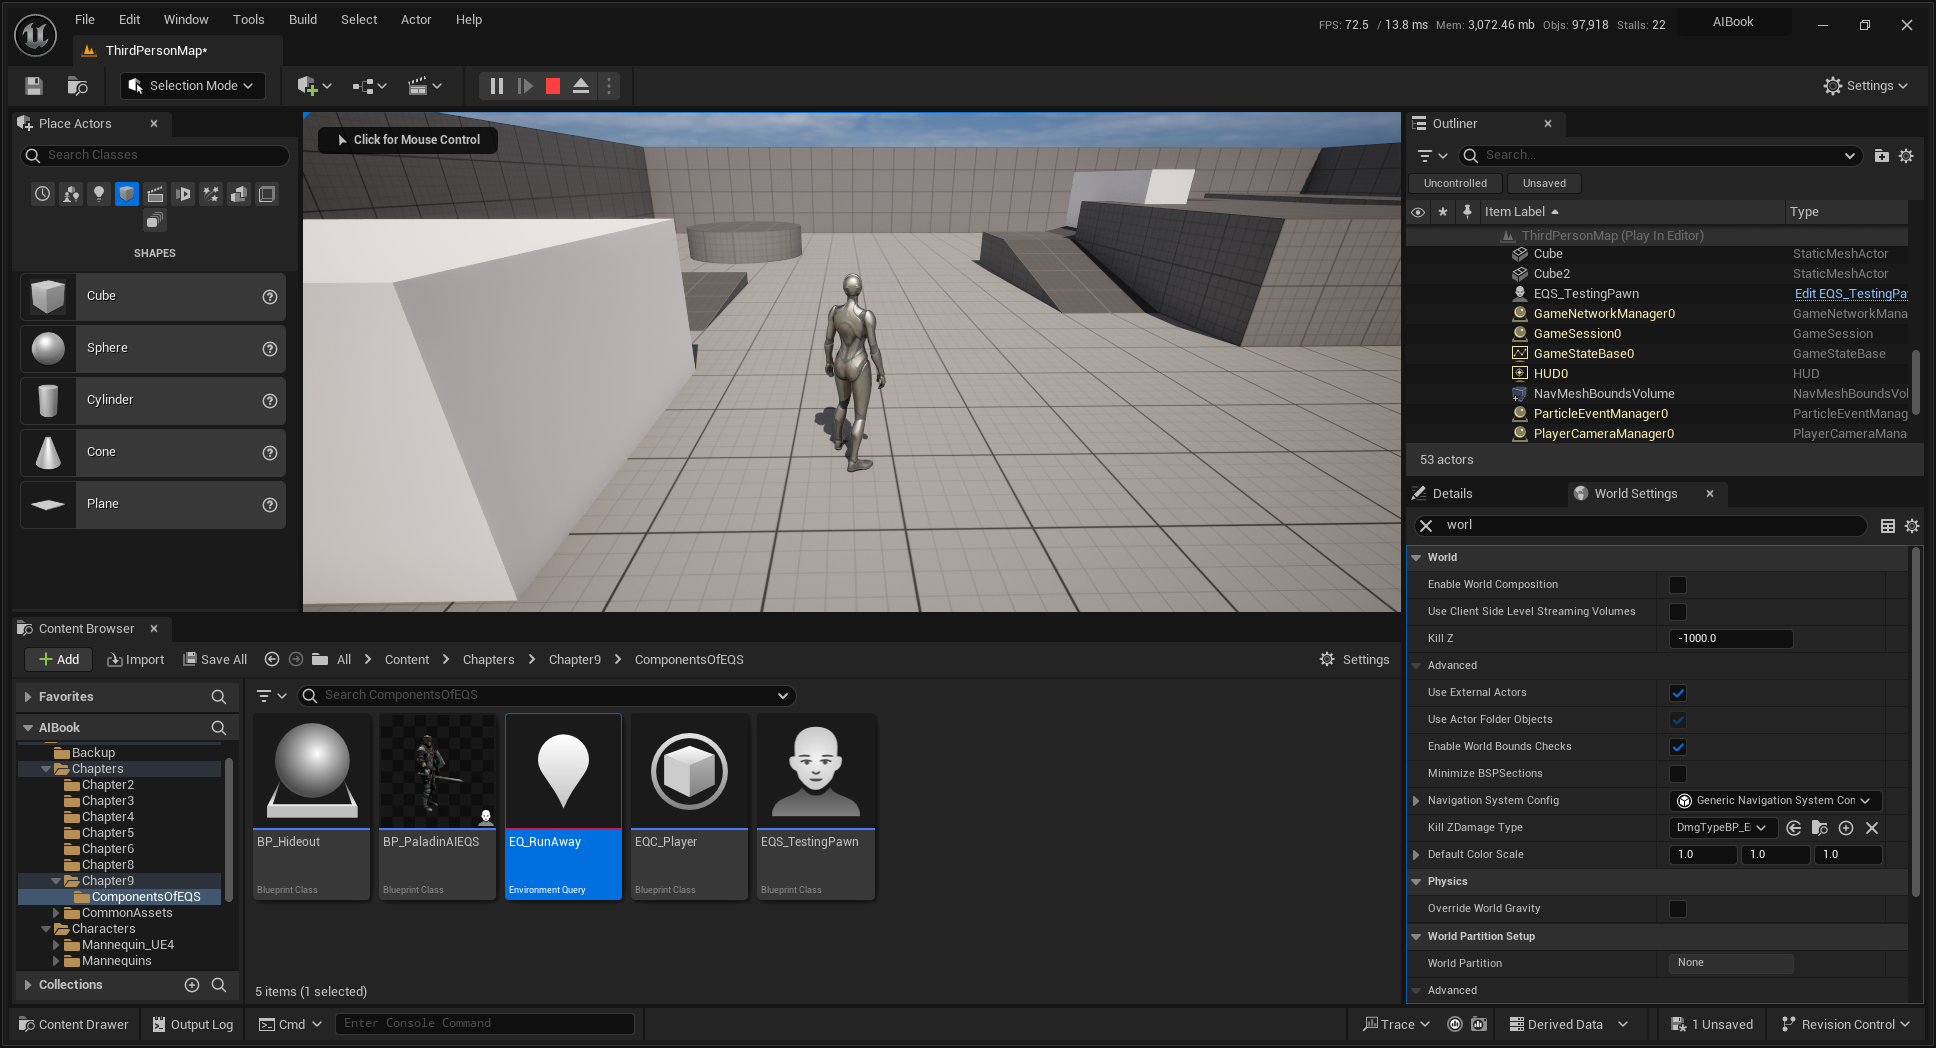 File Edit Window Tools Build Select Actor Help
FPS: 72.5 / 13.8 ms Mem: 3,072.46 mb Objs: 97,918 Stalls: 22
AIBook
ThirdPersonMap*
Selection Mode
Settings
Place Actors
Search Classes
SHAPES
Cube
Sphere
Cylinder
Cone
Plane
Click for Mouse Control
Outliner
Search...
Uncontrolled Unsaved
Item Label Type
ThirdPersonMap (Play In Editor)
Cube StaticMeshActor
Cube2 StaticMeshActor
EQS_TestingPawn Edit EQS_TestingPa
GameNetworkManager0 GameNetworkMana
GameSession0 GameSession
GameStateBase0 GameStateBase
HUD0 HUD
NavMeshBoundsVolume NavMeshBoundsVol
ParticleEventManager0 ParticleEventManag
PlayerCameraManager0 PlayerCameraMana
53 actors
Details World Settings
worl
World
Enable World Composition
Use Client Side Level Streaming Volumes
Kill Z -1000.0
Advanced
Use External Actors
Use Actor Folder Objects
Enable World Bounds Checks
Minimize BSPSections
Navigation System Config Generic Navigation System Con
Kill ZDamage Type DmgTypeBP_E
Default Color Scale 1.0 1.0 1.0
Physics
Override World Gravity
World Partition Setup
World Partition None
Advanced
Content Browser
Add Import Save All All Content Chapters Chapter9 ComponentsOfEQS Settings
Favorites
AIBook
Backup
Chapters
Chapter2
Chapter3
Chapter4
Chapter5
Chapter6
Chapter8
Chapter9
ComponentsOfEQS
CommonAssets
Characters
Mannequin_UE4
Mannequins
Collections
Search ComponentsOfEQS
BP_Hideout
Blueprint Class
BP_PaladinAIEQS
Blueprint Class
EQ_RunAway
Environment Query
EQC_Player
Blueprint Class
EQS_TestingPawn
Blueprint Class
5 items (1 selected)
Content Drawer Output Log Cmd Enter Console Command
Trace Derived Data 1 Unsaved Revision Control